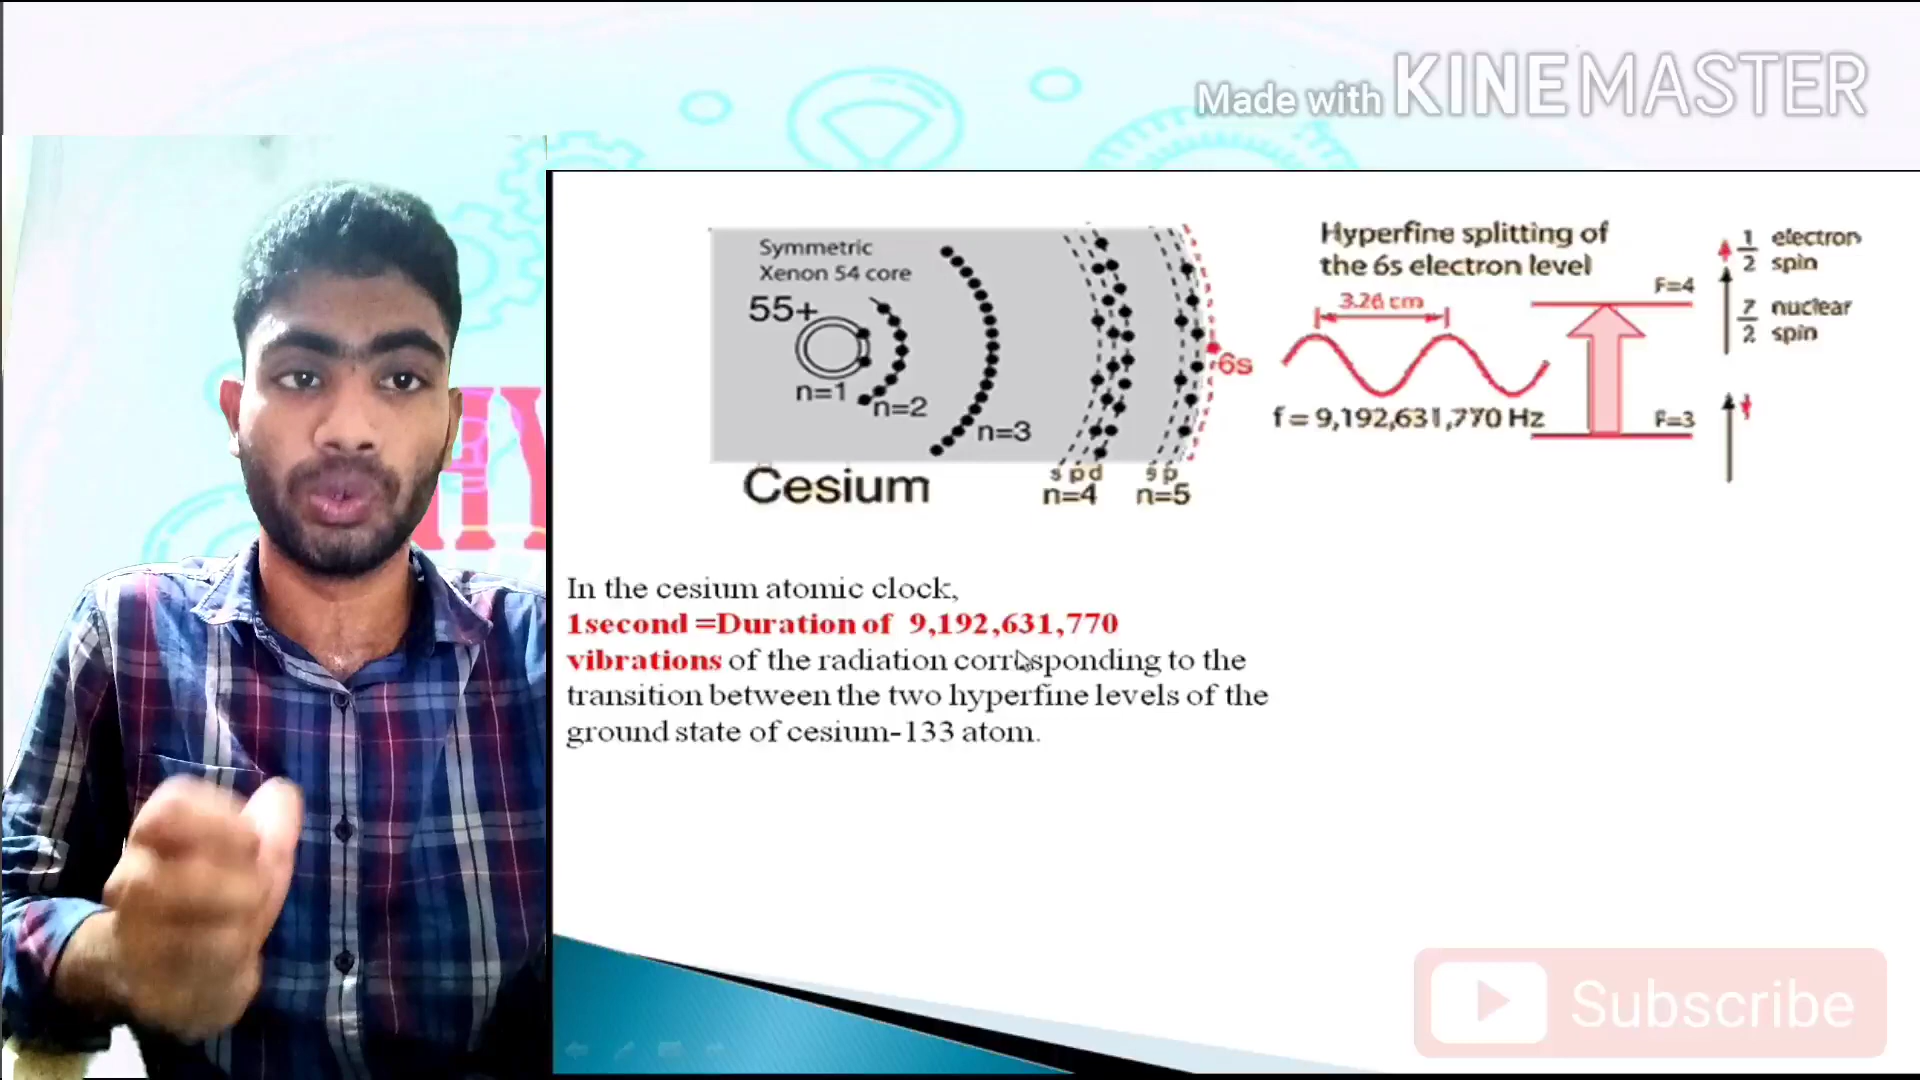 Made with KINEMASTER
Symmetric
Xenon 54 core
55+
n=1
n=2
n=3
s p d
n=4
s p
n=5
6s
Cesium
Hyperfine splitting of
the 6s electron level
3.26 cm
f = 9,192,631,770 Hz
F=4
F=3
1/2 electron
spin
7/2 nuclear
spin
In the cesium atomic clock,
1second =Duration of 9,192,631,770
vibrations of the radiation corresponding to the
transition between the two hyperfine levels of the
ground state of cesium-133 atom.
Subscribe